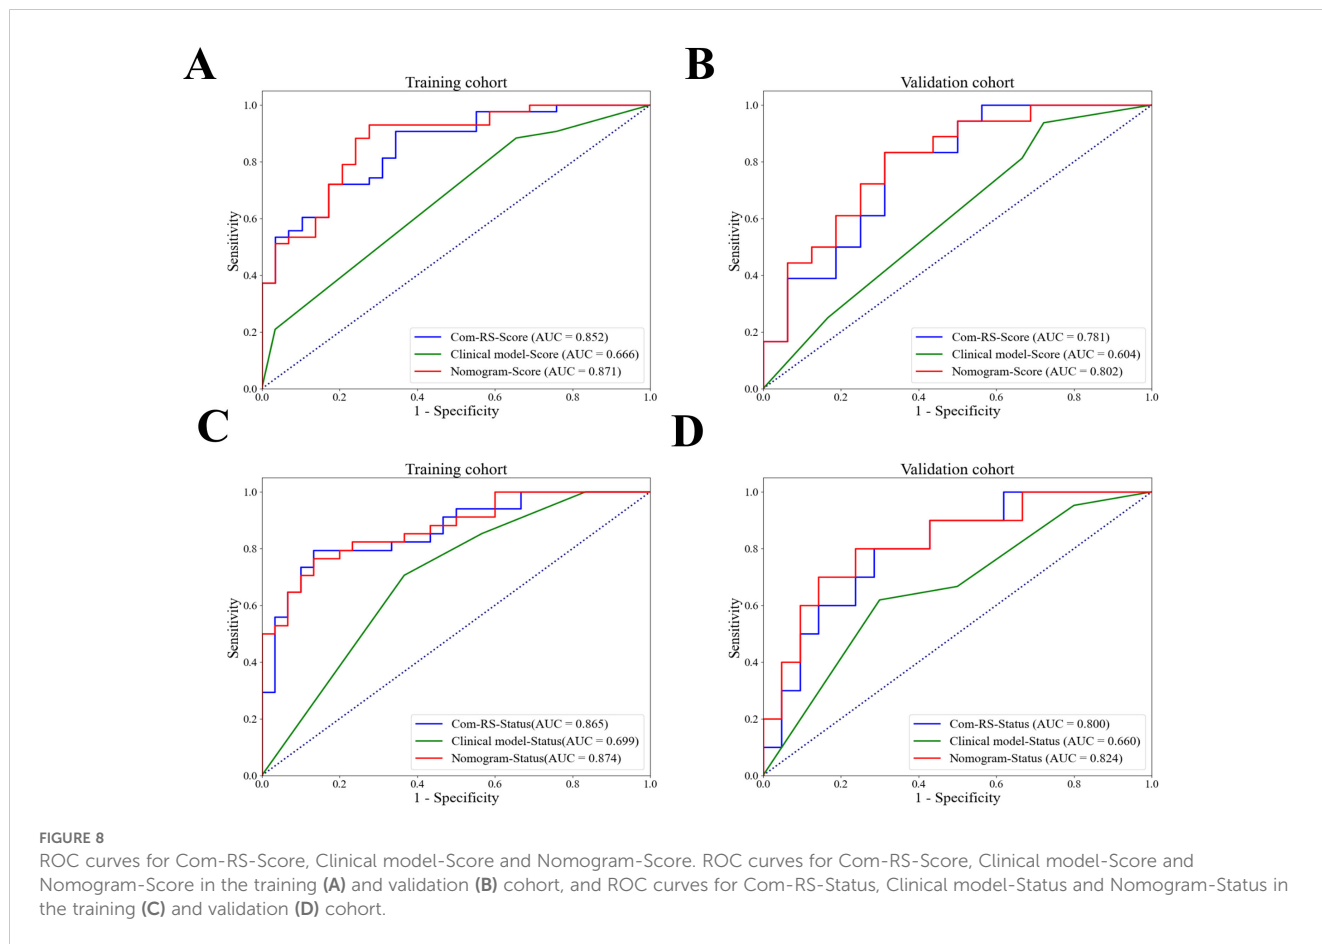 A
Training cohort
1.0
0.8
0.6
0.4
0.2
0.0
Sensitivity
Com-RS-Score (AUC = 0.852)
Clinical model-Score (AUC = 0.666)
Nomogram-Score (AUC = 0.871)
0.0 0.2 0.4 0.6 0.8 1.0
1 - Specificity
B
Validation cohort
1.0
0.8
0.6
0.4
0.2
0.0
Sensitivity
Com-RS-Score (AUC = 0.781)
Clinical model-Score (AUC = 0.604)
Nomogram-Score (AUC = 0.802)
0.0 0.2 0.4 0.6 0.8 1.0
1 - Specificity
C
Training cohort
1.0
0.8
0.6
0.4
0.2
0.0
Sensitivity
Com-RS-Status(AUC = 0.865)
Clinical model-Status(AUC = 0.699)
Nomogram-Status(AUC = 0.874)
0.0 0.2 0.4 0.6 0.8 1.0
1 - Specificity
D
Validation cohort
1.0
0.8
0.6
0.4
0.2
0.0
Sensitivity
Com-RS-Status (AUC = 0.800)
Clinical model-Status (AUC = 0.660)
Nomogram-Status (AUC = 0.824)
0.0 0.2 0.4 0.6 0.8 1.0
1 - Specificity
FIGURE 8
ROC curves for Com-RS-Score, Clinical model-Score and Nomogram-Score. ROC curves for Com-RS-Score, Clinical model-Score and
Nomogram-Score in the training (A) and validation (B) cohort, and ROC curves for Com-RS-Status, Clinical model-Status and Nomogram-Status in
the training (C) and validation (D) cohort.